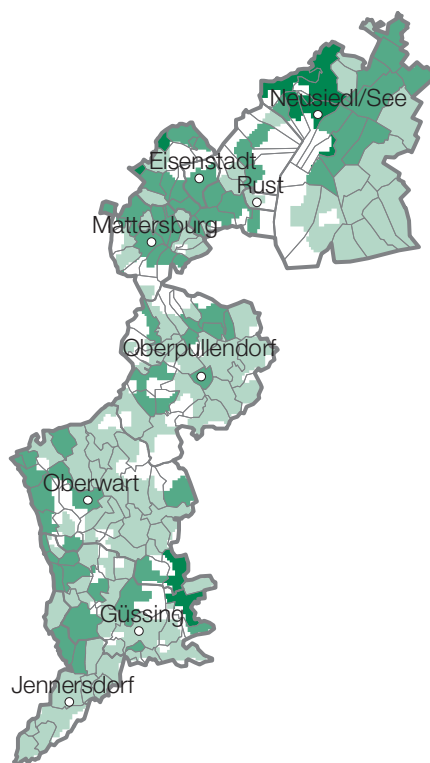 Neusiedl/See
Eisenstadt
Rust
Mattersburg
Oberpullendorf
Oberwart
Güssing
Jennersdorf